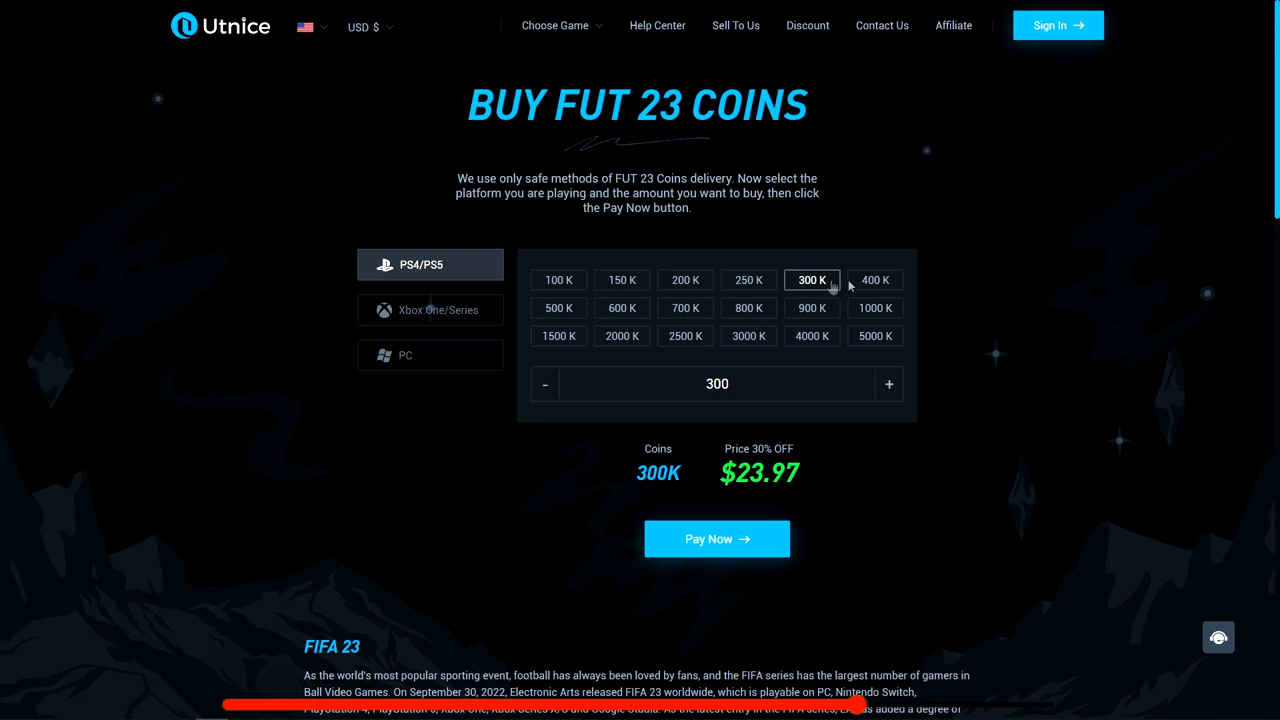 Utnice
USD $
Choose Game
Help Center
Sell To Us
Discount
Contact Us
Affiliate
Sign In
BUY FUT 23 COINS
We use only safe methods of FUT 23 Coins delivery. Now select the
platform you are playing and the amount you want to buy, then click
the Pay Now button.
PS4/PS5
Xbox One/Series
PC
100 K 150 K 200 K 250 K 300 K 400 K
500 K 600 K 700 K 800 K 900 K 1000 K
1500 K 2000 K 2500 K 3000 K 4000 K 5000 K
- 300 +
Coins
300K
Price 30% OFF
$23.97
Pay Now
FIFA 23
As the world's most popular sporting event, football has always been loved by fans, and the FIFA series has the largest number of gamers in
Ball Video Games. On September 30, 2022, Electronic Arts released FIFA 23 worldwide, which is playable on PC, Nintendo Switch,
added a degree of